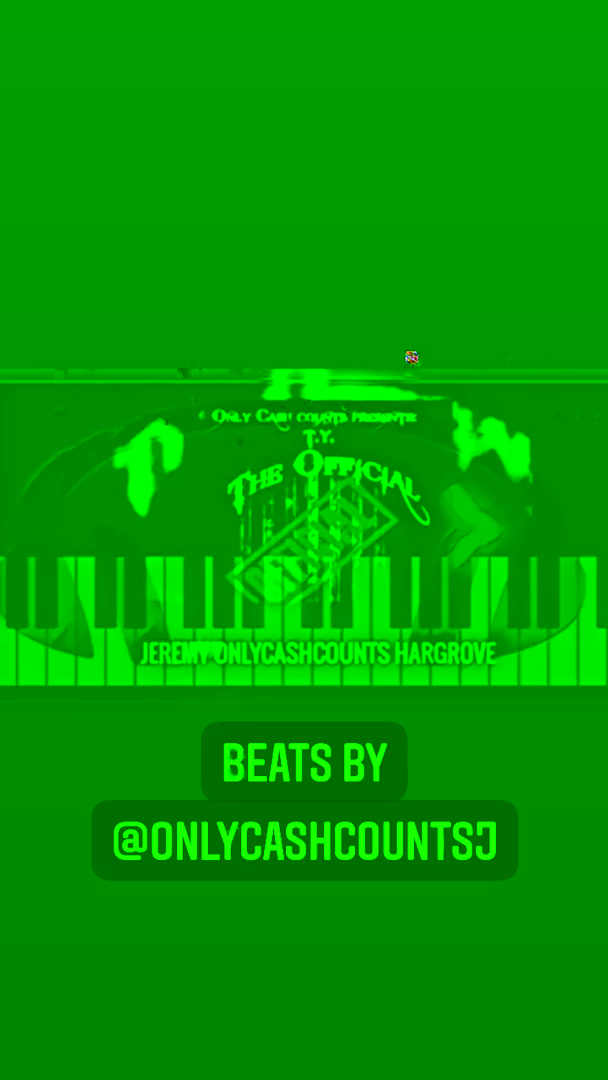 Only Cash counts presents
T.Y.
The Official
JEREMY ONLYCASHCOUNTS HARGROVE
BEATS BY
@ONLYCASHCOUNTSJ